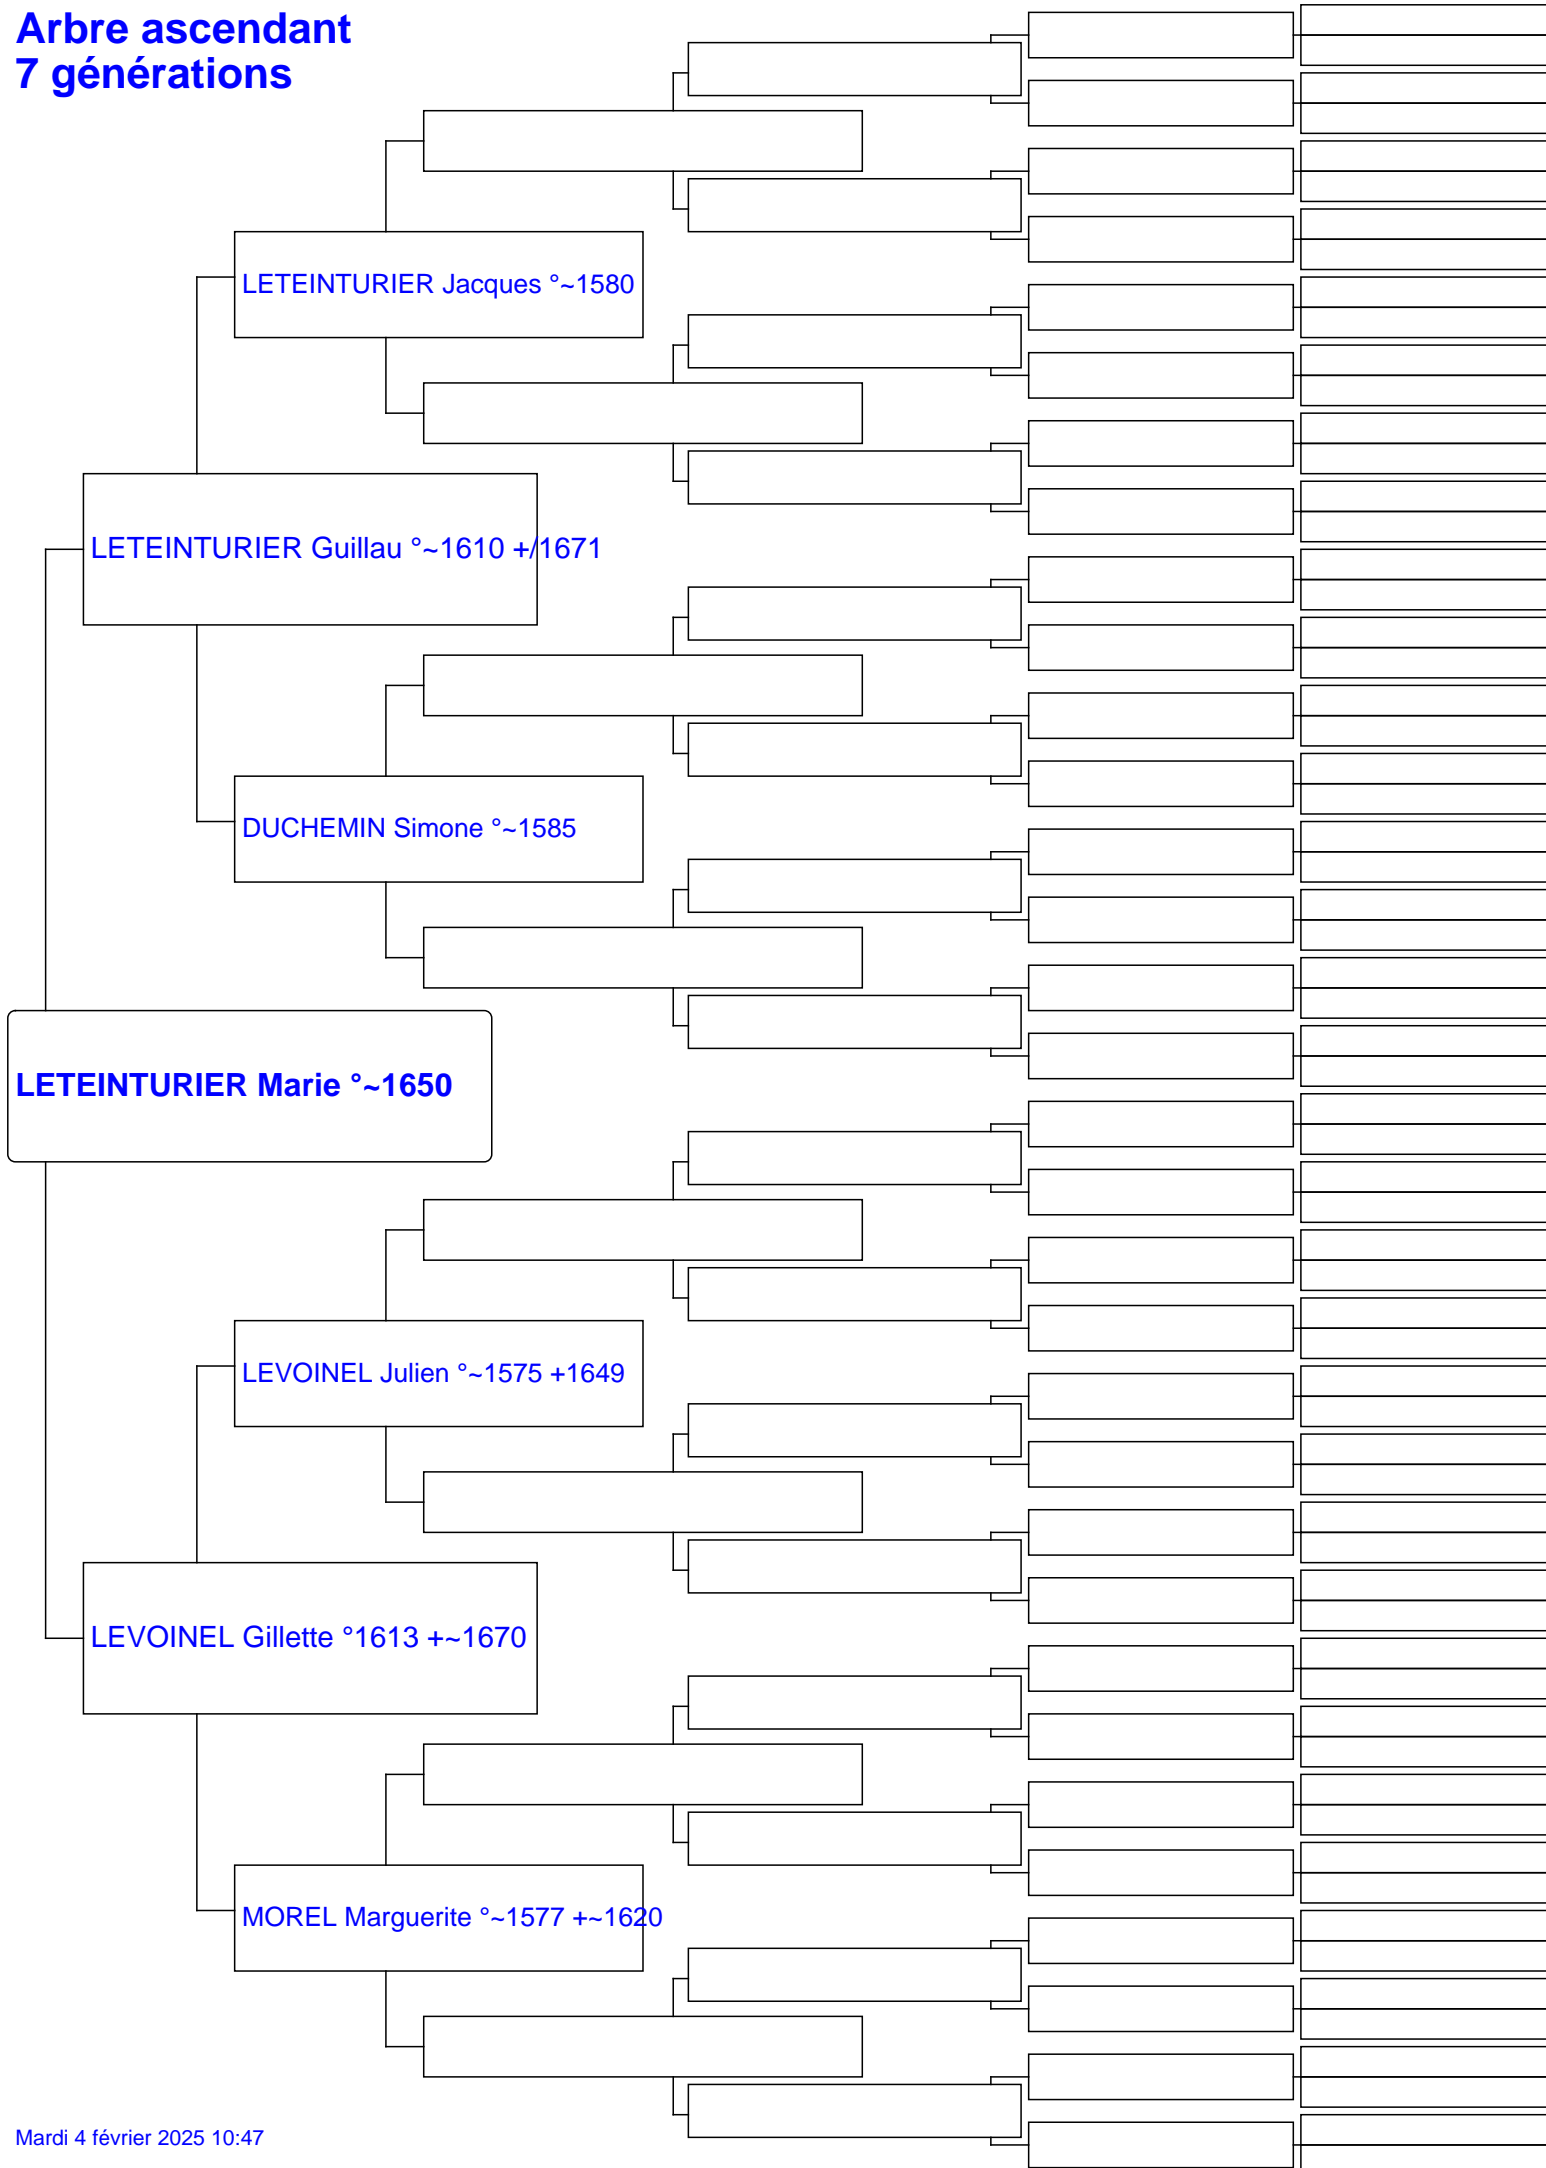 Arbre ascendant
7 générations
LETEINTURIER Jacques °~1580
LETEINTURIER Guillau °~1610 +/1671
DUCHEMIN Simone °~1585
LETEINTURIER Marie °~1650
LEVOINEL Julien °~1575 +1649
LEVOINEL Gillette °1613 +~1670
MOREL Marguerite °~1577 +~1620
Mardi 4 février 2025 10:47